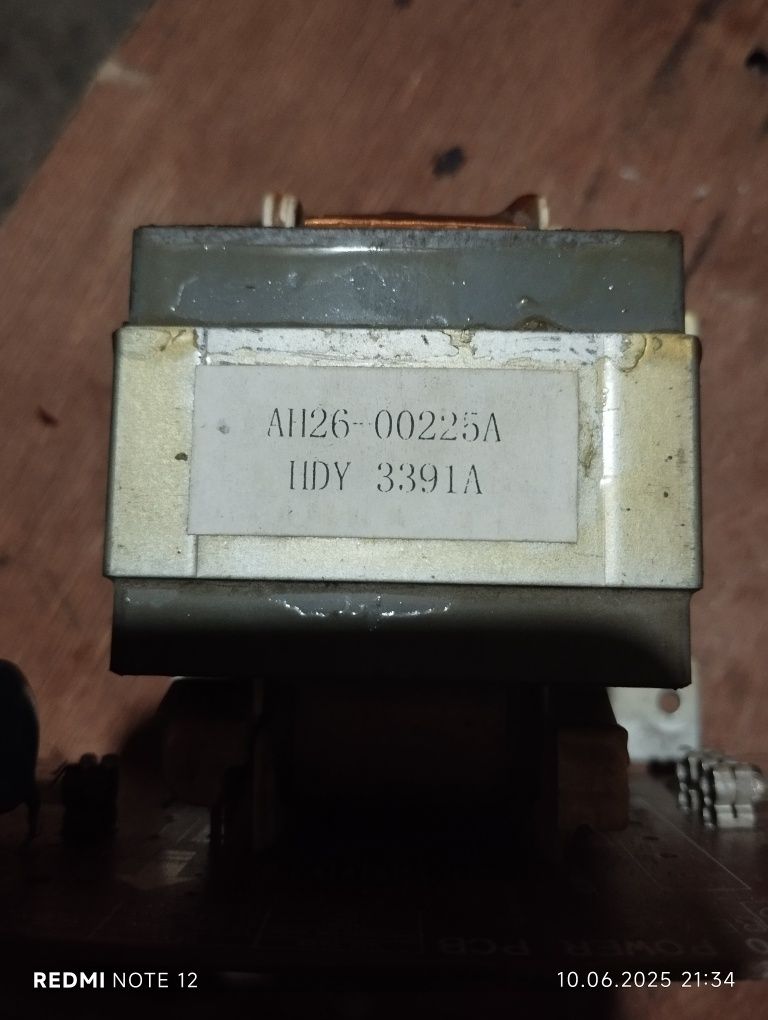 AH26-00225A
HDY 3391A
POWER PCB
REDMI NOTE 12
10.06.2025 21:34